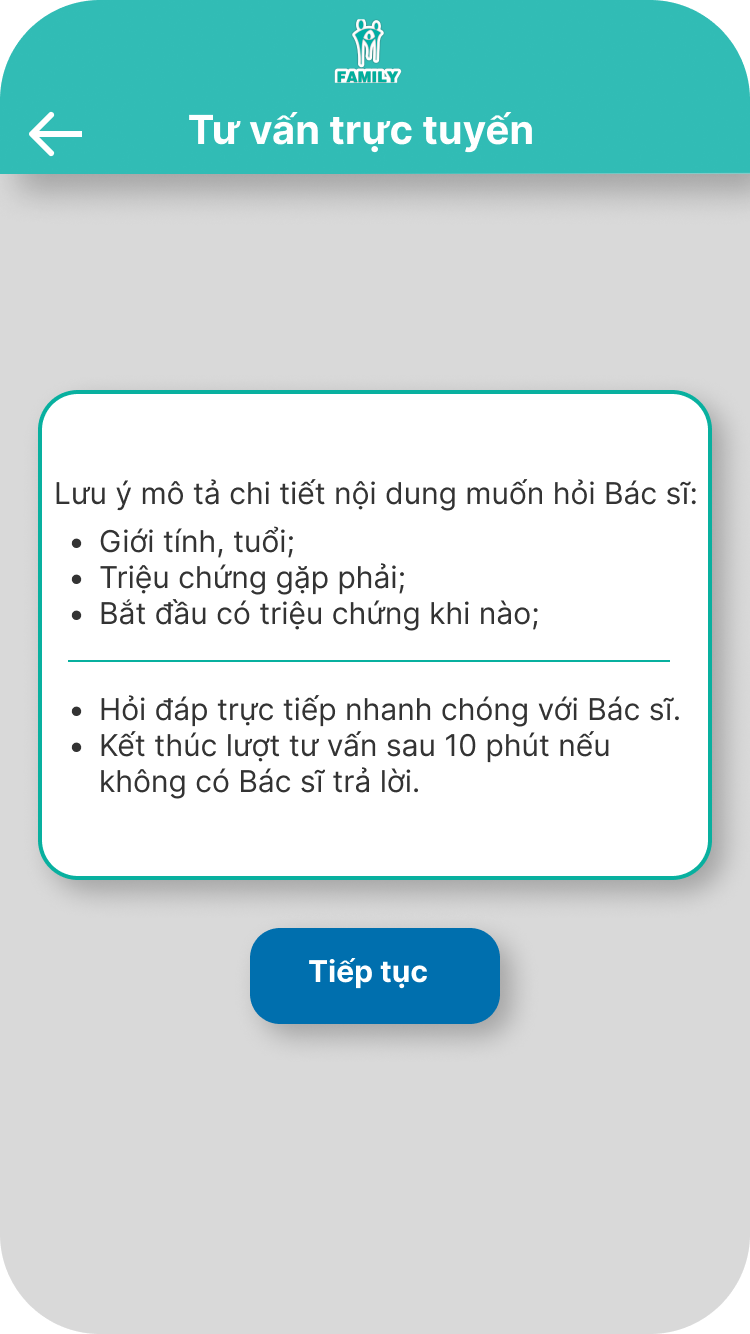 FAMILY
Tư vấn trực tuyến
Lưu ý mô tả chi tiết nội dung muốn hỏi Bác sĩ:
• Giới tính, tuổi;
• Triệu chứng gặp phải;
• Bắt đầu có triệu chứng khi nào;
• Hỏi đáp trực tiếp nhanh chóng với Bác sĩ.
• Kết thúc lượt tư vấn sau 10 phút nếu
không có Bác sĩ trả lời.
Tiếp tục